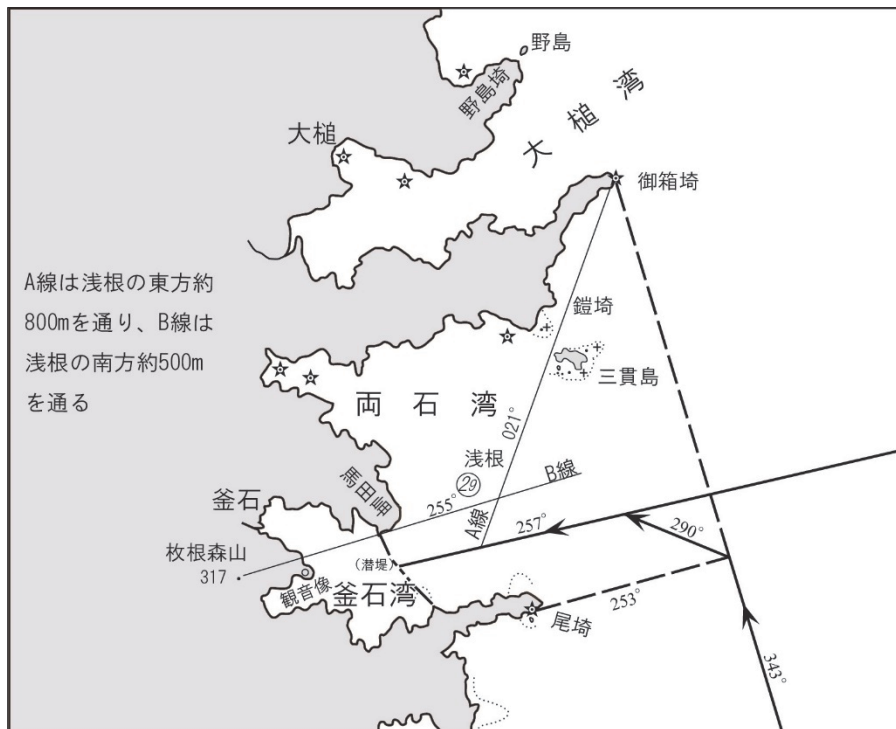 野島
野島埼
大槌湾
大槌
御箱埼
A線は浅根の東方約
800mを通り、B線は
浅根の南方約500m
を通る
鎧埼
三貫島
両石湾
021°
浅根
29
B線
255°
馬田岬
A線
257°
290°
釜石
枚根森山
317
(潜堤)
観音像
釜石湾
尾埼
253°
343°